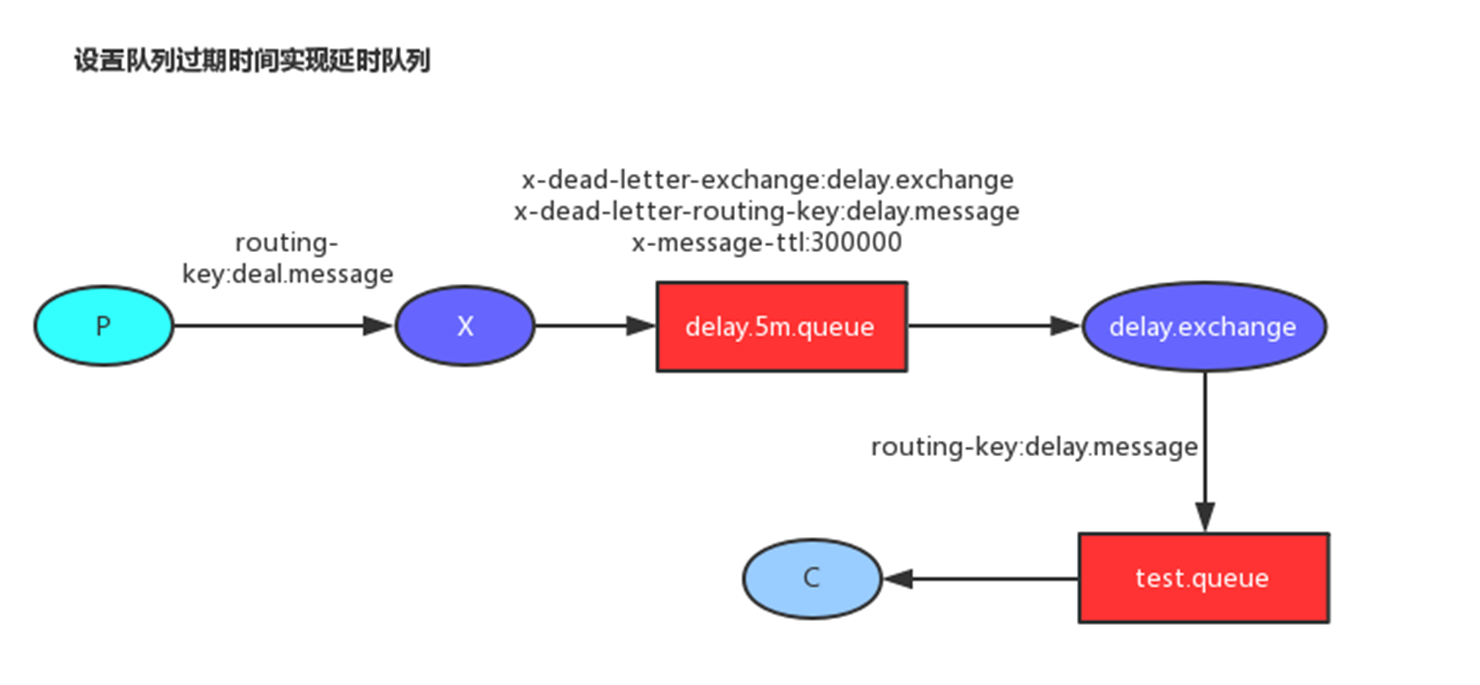 设置队列过期时间实现延时队列
x-dead-letter-exchange:delay.exchange
x-dead-letter-routing-key:delay.message
x-message-ttl:300000
routing-
key:deal.message
P
X
delay.5m.queue
delay.exchange
routing-key:delay.message
C
test.queue